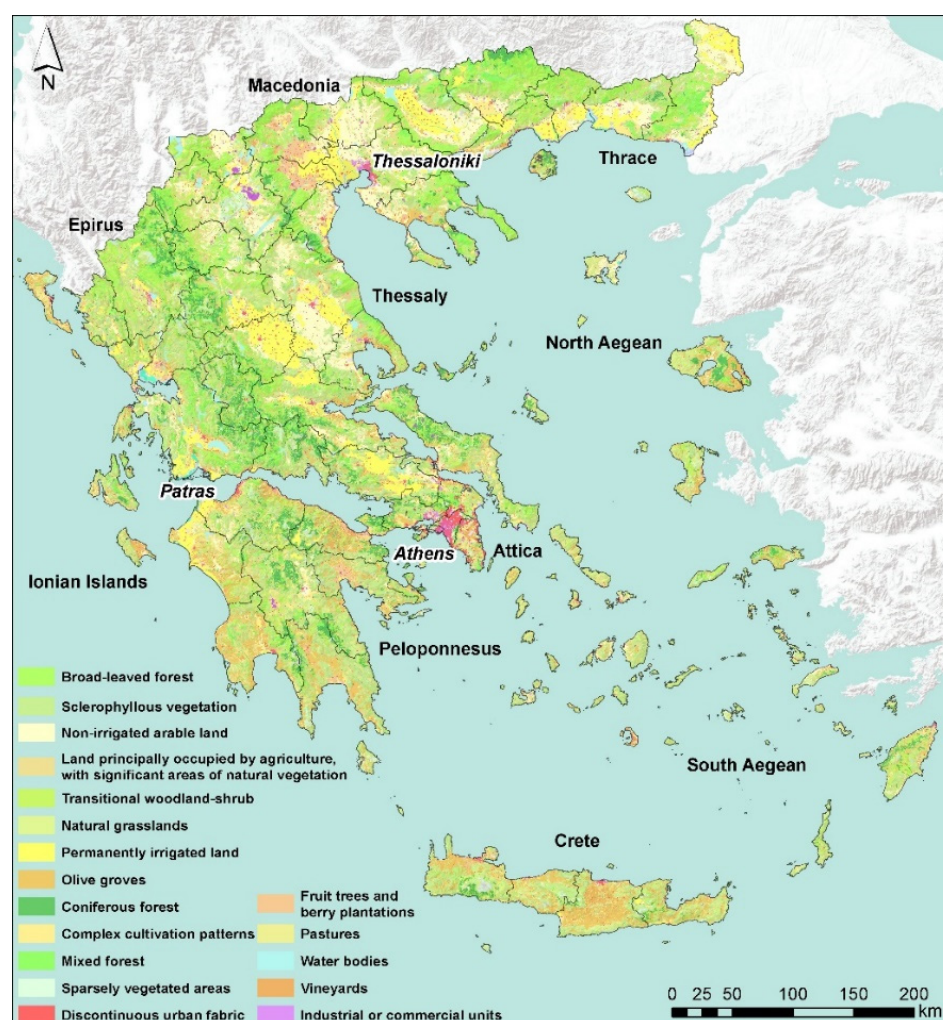 N
Macedonia
Thessaloniki
Thrace
Epirus
Thessaly
North Aegean
Patras
Athens
Attica
Ionian Islands
Peloponnesus
South Aegean
Crete
Broad-leaved forest
Sclerophyllous vegetation
Non-irrigated arable land
Land principally occupied by agriculture,
with significant areas of natural vegetation
Transitional woodland-shrub
Natural grasslands
Permanently irrigated land
Olive groves
Coniferous forest
Complex cultivation patterns
Mixed forest
Sparsely vegetated areas
Discontinuous urban fabric
Fruit trees and
berry plantations
Pastures
Water bodies
Vineyards
Industrial or commercial units
0 25 50 100 150 200
km